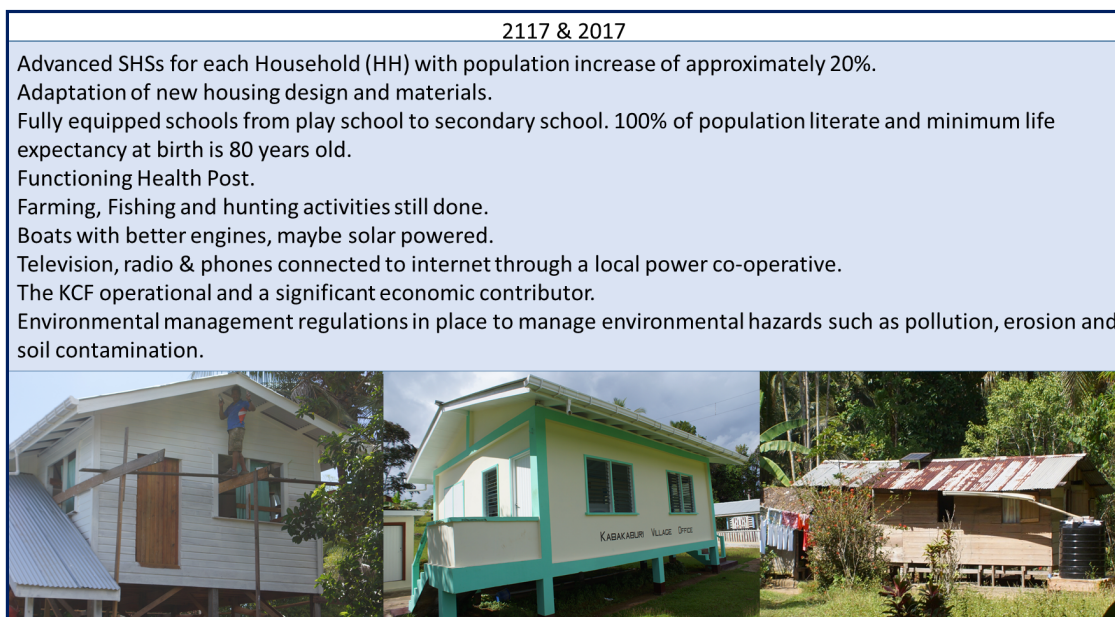 2117 & 2017
Advanced SHSs for each Household (HH) with population increase of approximately 20%.
Adaptation of new housing design and materials.
Fully equipped schools from play school to secondary school. 100% of population literate and minimum life
expectancy at birth is 80 years old.
Functioning Health Post.
Farming, Fishing and hunting activities still done.
Boats with better engines, maybe solar powered.
Television, radio & phones connected to internet through a local power co-operative.
The KCF operational and a significant economic contributor.
Environmental management regulations in place to manage environmental hazards such as pollution, erosion and
soil contamination.
KABAKABURI VILLAGE OFFICE